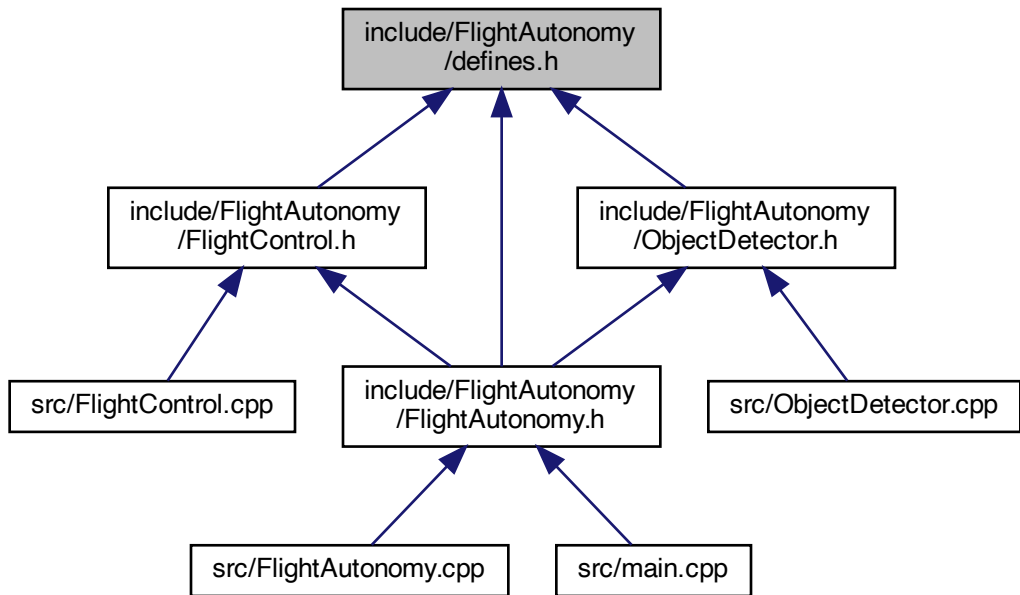 include/FlightAutonomy
/defines.h
include/FlightAutonomy
/FlightControl.h
include/FlightAutonomy
/ObjectDetector.h
src/FlightControl.cpp
include/FlightAutonomy
/FlightAutonomy.h
src/ObjectDetector.cpp
src/FlightAutonomy.cpp
src/main.cpp